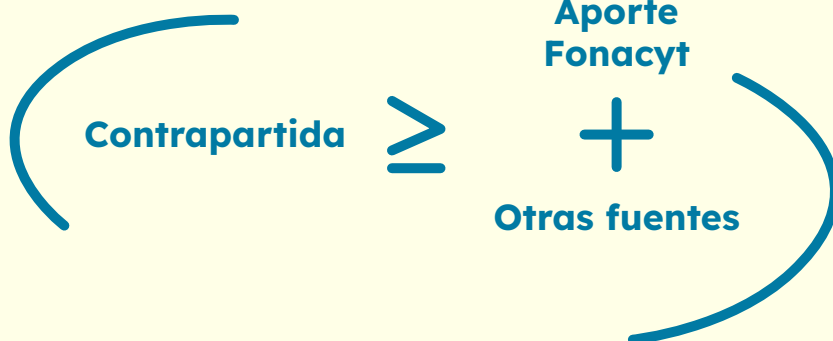 Aporte
Fonacyt
Contrapartida ≥
+
Otras fuentes